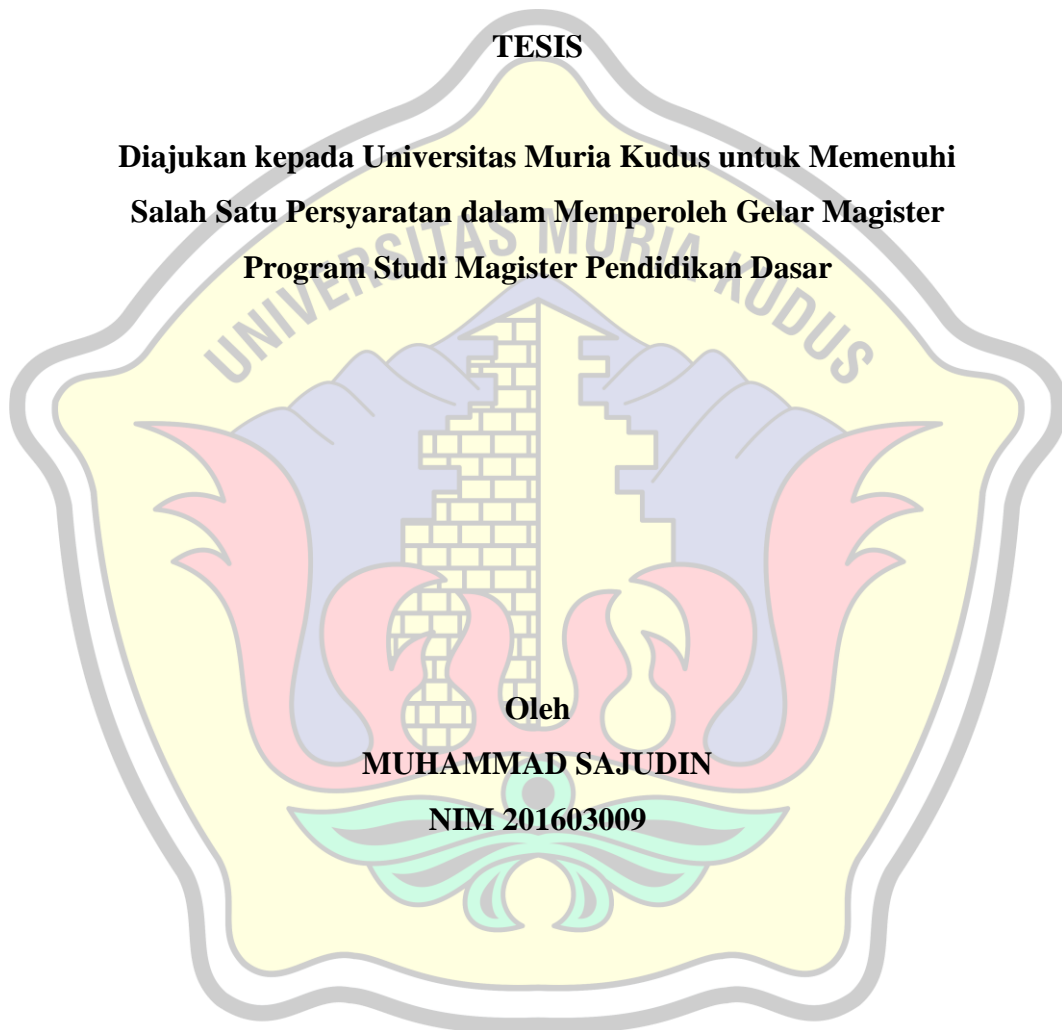 TESIS
Diajukan kepada Universitas Muria Kudus untuk Memenuhi
Salah Satu Persyaratan dalam Memperoleh Gelar Magister
UNIVERSITAS MURIA KUDUS
Program Studi Magister Pendidikan Dasar
Oleh
MUHAMMAD SAJUDIN
NIM 201603009